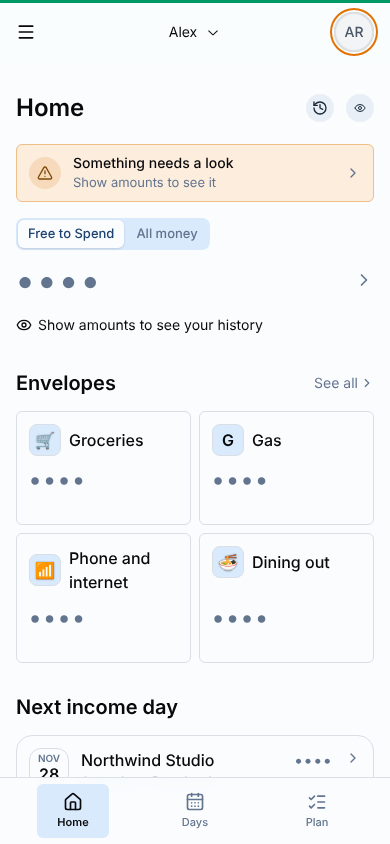 Alex
AR
Home
Something needs a look
Show amounts to see it
Free to Spend
All money
Show amounts to see your history
Envelopes
See all
Groceries
G
Gas
Phone and
internet
Dining out
Next income day
NOV
28
Northwind Studio
Home
Days
Plan